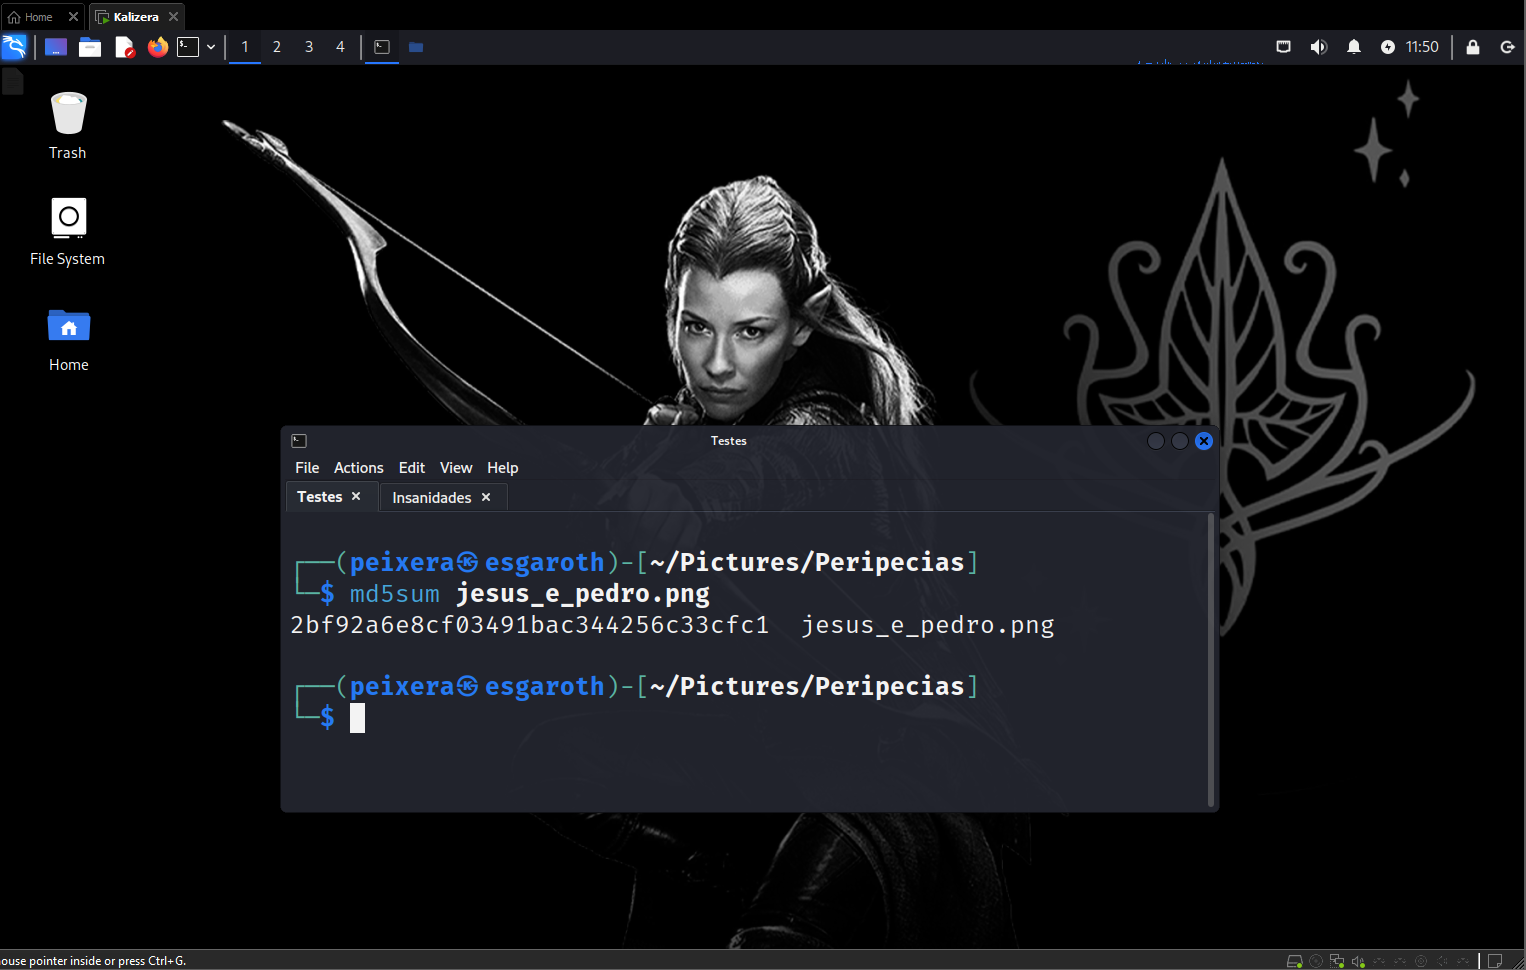 Home
Kalizera
1 2 3 4
11:50
Trash
File System
Home
Testes
File Actions Edit View Help
Testes
Insanidades
(peixera㉿esgaroth)-[~/Pictures/Peripecias]
$ md5sum jesus_e_pedro.png
2bf92a6e8cf03491bac344256c33cfc1  jesus_e_pedro.png
(peixera㉿esgaroth)-[~/Pictures/Peripecias]
$
ouse pointer inside or press Ctrl+G.